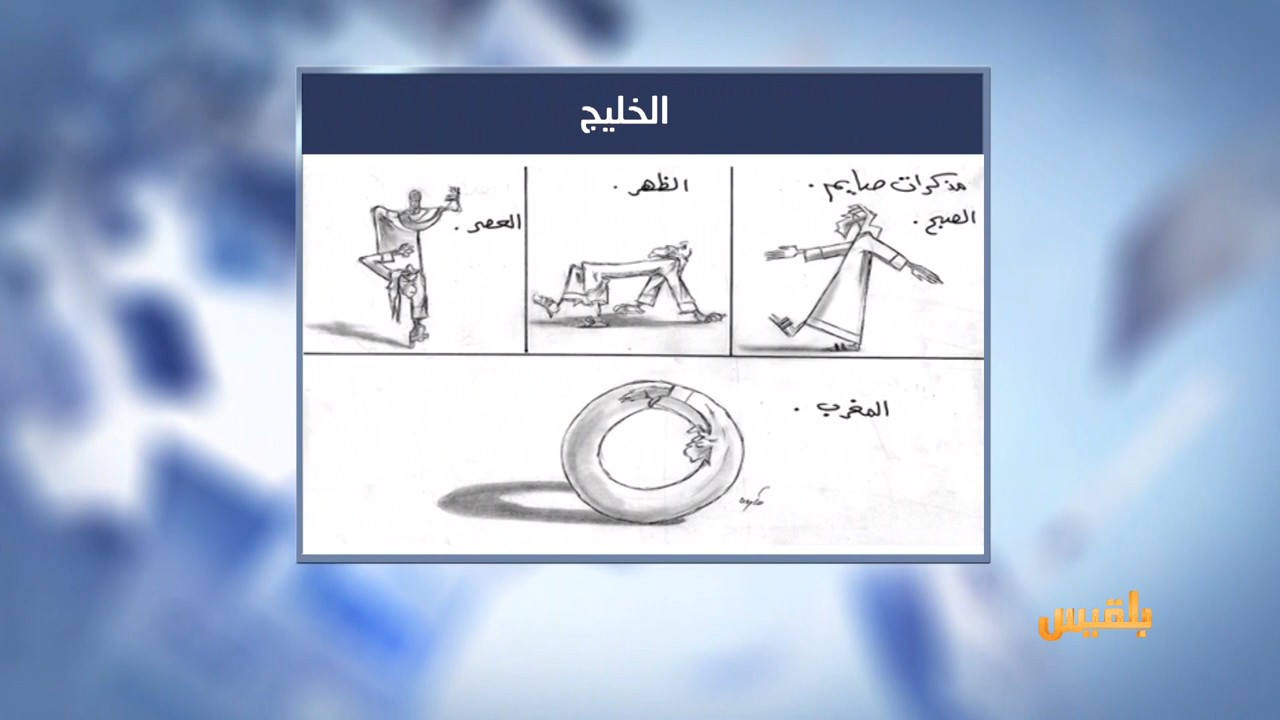 الخليج
مذكرات صايم.
الصبح.
الظهر.
العصر.
المغرب.
بلقيس